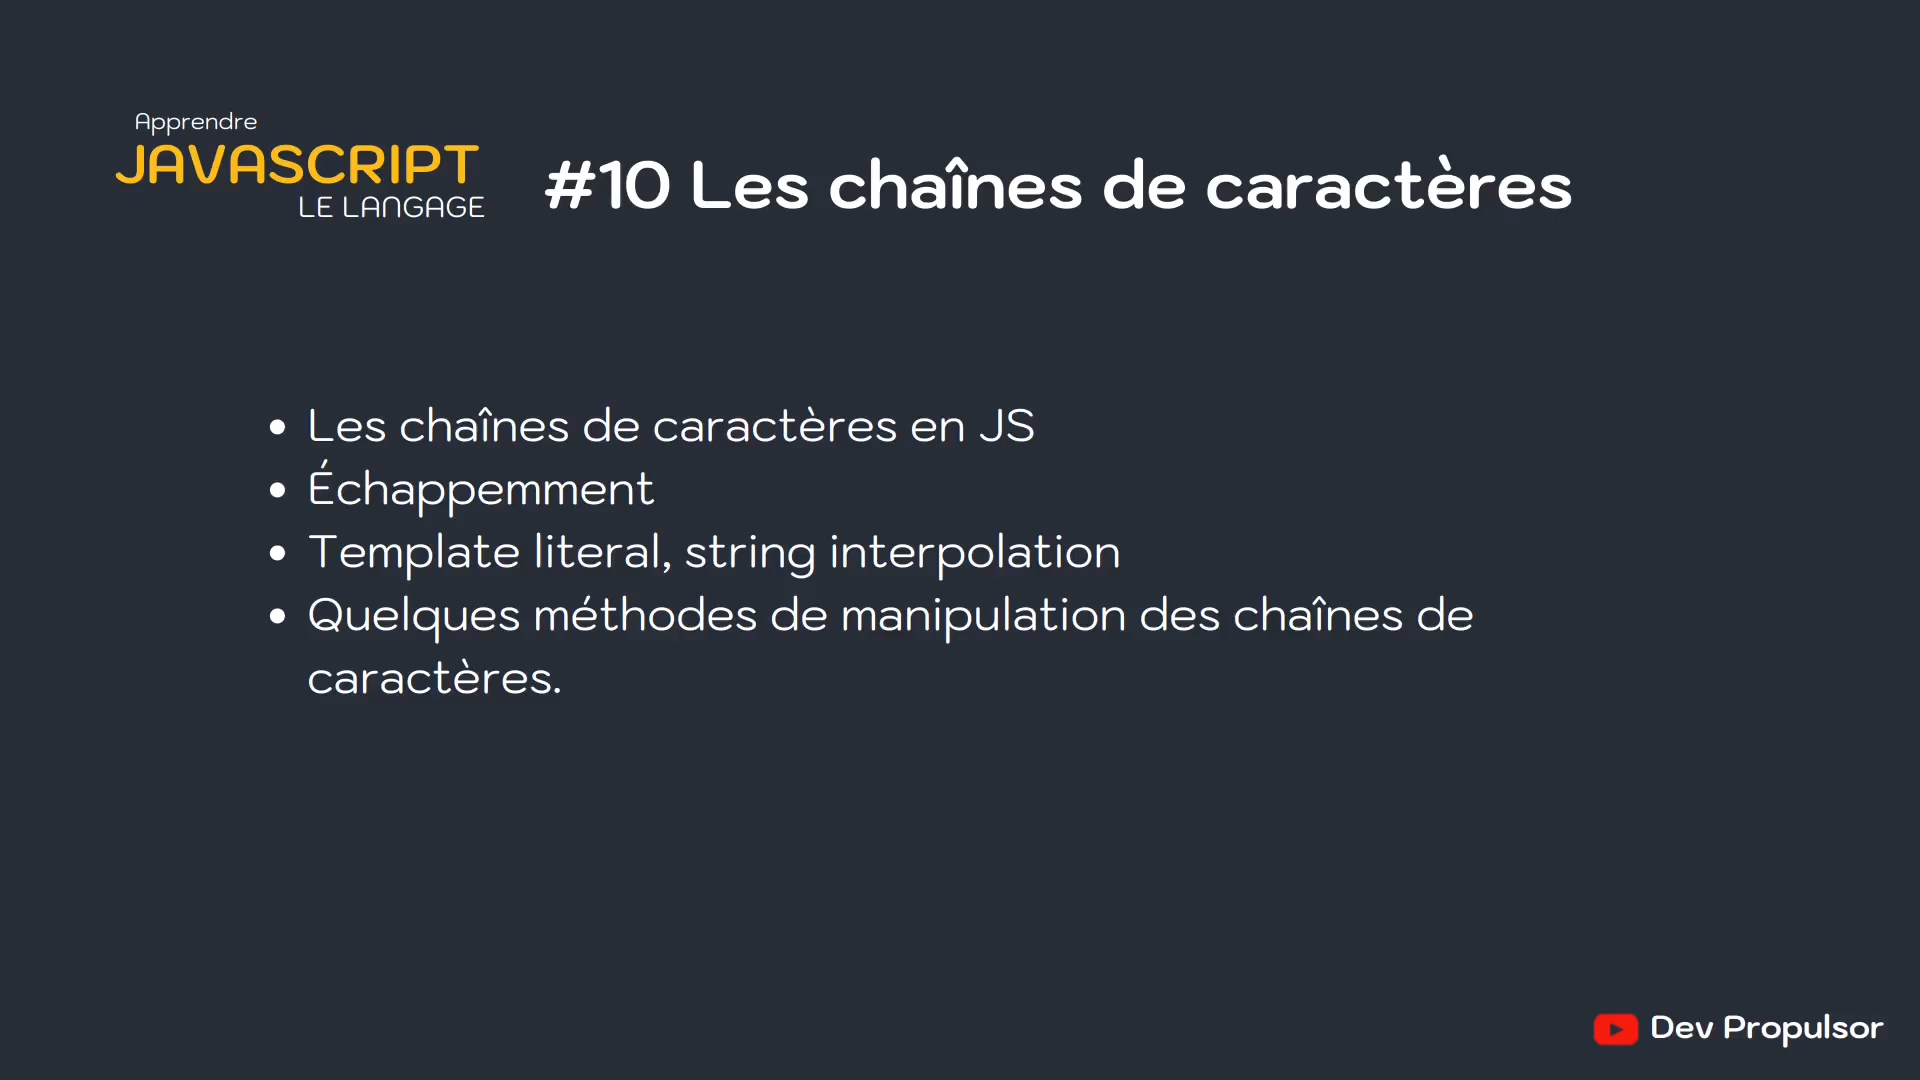 Apprendre
JAVASCRIPT
LE LANGAGE
#10 Les chaînes de caractères
• Les chaînes de caractères en JS
• Échappemment
• Template literal, string interpolation
• Quelques méthodes de manipulation des chaînes de
caractères.
Dev Propulsor